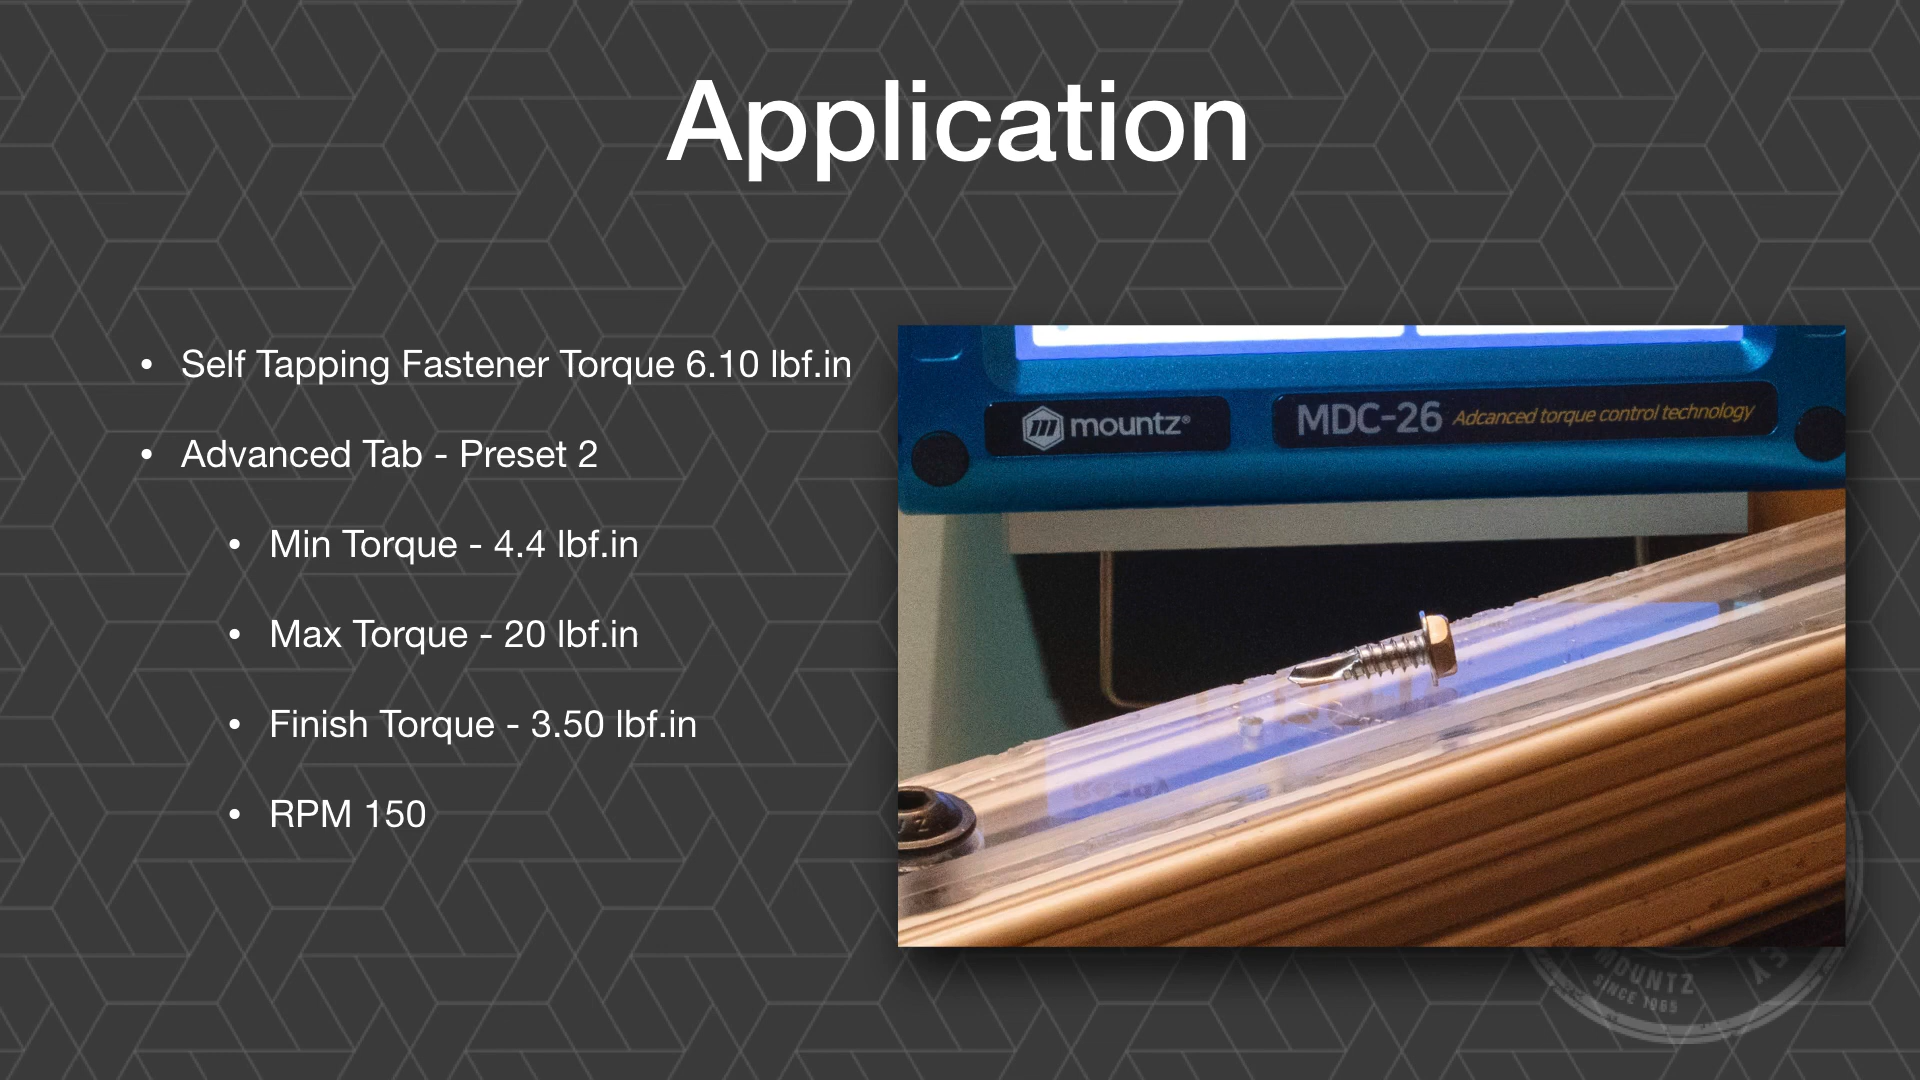 Application
• Self Tapping Fastener Torque 6.10 lbf.in
• Advanced Tab - Preset 2
• Min Torque - 4.4 lbf.in
• Max Torque - 20 lbf.in
• Finish Torque - 3.50 lbf.in
• RPM 150
mountz®
MDC-26 Adcanced torque control technology
Ready
MOUNTZ
SINCE 1965